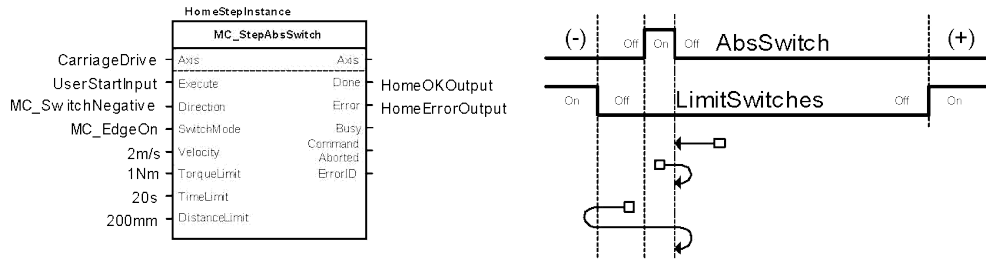 HomeStepInstance
MC_StepAbsSwitch
CarriageDrive Axis Axis
UserStartInput Execute Done HomeOKOutput
MC_SwitchNegative Direction Error HomeErrorOutput
MC_EdgeOn SwitchMode Busy
2m/s Velocity Command Aborted
1Nm TorqueLimit ErrorID
20s TimeLimit
200mm DistanceLimit
(-) Off On Off AbsSwitch (+)
On Off LimitSwitches Off On